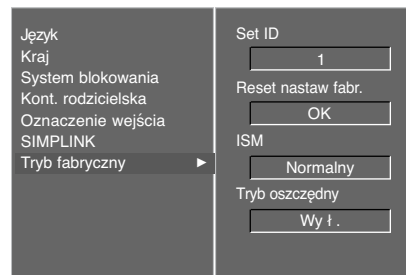 Język
Kraj
System blokowania
Kont. rodzicielska
Oznaczenie wejścia
SIMPLINK
Tryb fabryczny ►
Set ID
1
Reset nastaw fabr.
OK
ISM
Normalny
Tryb oszczędny
Wy ł .